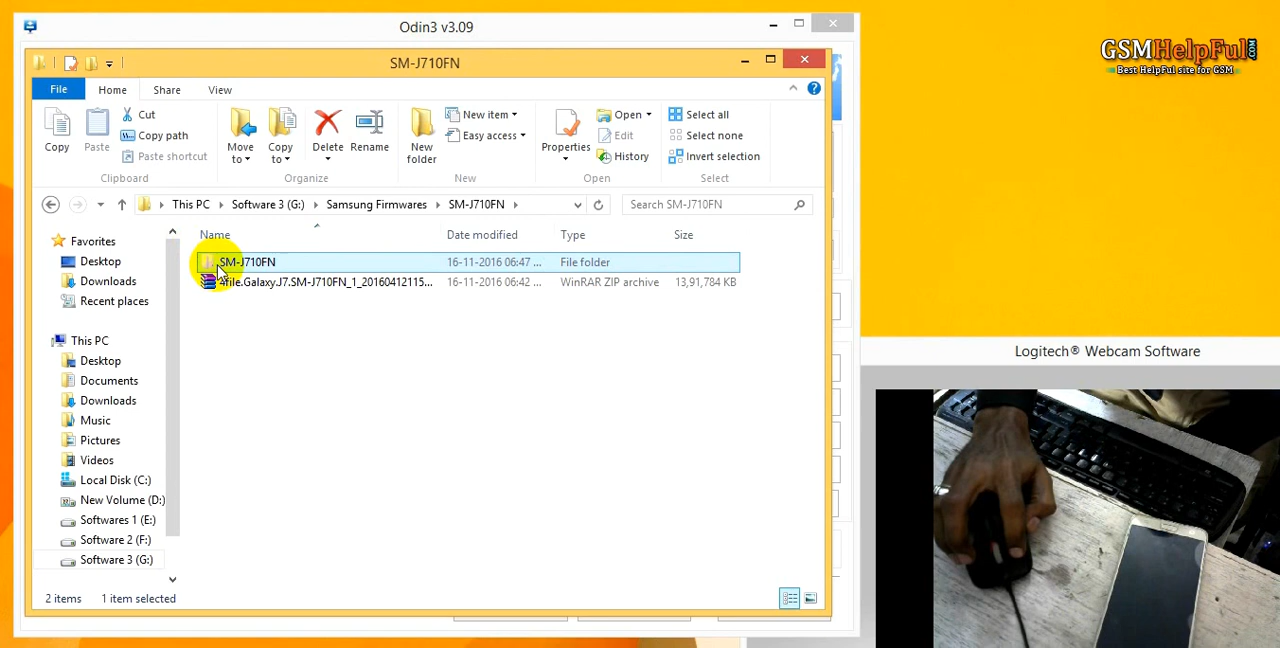 Odin3 v3.09
SM-J710FN
File Home Share View
Copy
Paste
Cut
Copy path
Paste shortcut
Clipboard
Move to
Copy to
Delete
Rename
Organize
New folder
New item
Easy access
New
Properties
Open
Edit
History
Open
Select all
Select none
Invert selection
Select
This PC Software 3 (G:) Samsung Firmwares SM-J710FN
Search SM-J710FN
Favorites
Desktop
Downloads
Recent places
This PC
Desktop
Documents
Downloads
Music
Pictures
Videos
Local Disk (C:)
New Volume (D:)
Softwares 1 (E:)
Software 2 (F:)
Software 3 (G:)
Name Date modified Type Size
SM-J710FN 16-11-2016 06:47 ... File folder
4file.Galaxy.J7.SM-J710FN_1_20160412115... 16-11-2016 06:42 ... WinRAR ZIP archive 13,91,784 KB
2 items 1 item selected
GSMHelpFul.COM
Best HelpFul site for GSM
Logitech® Webcam Software